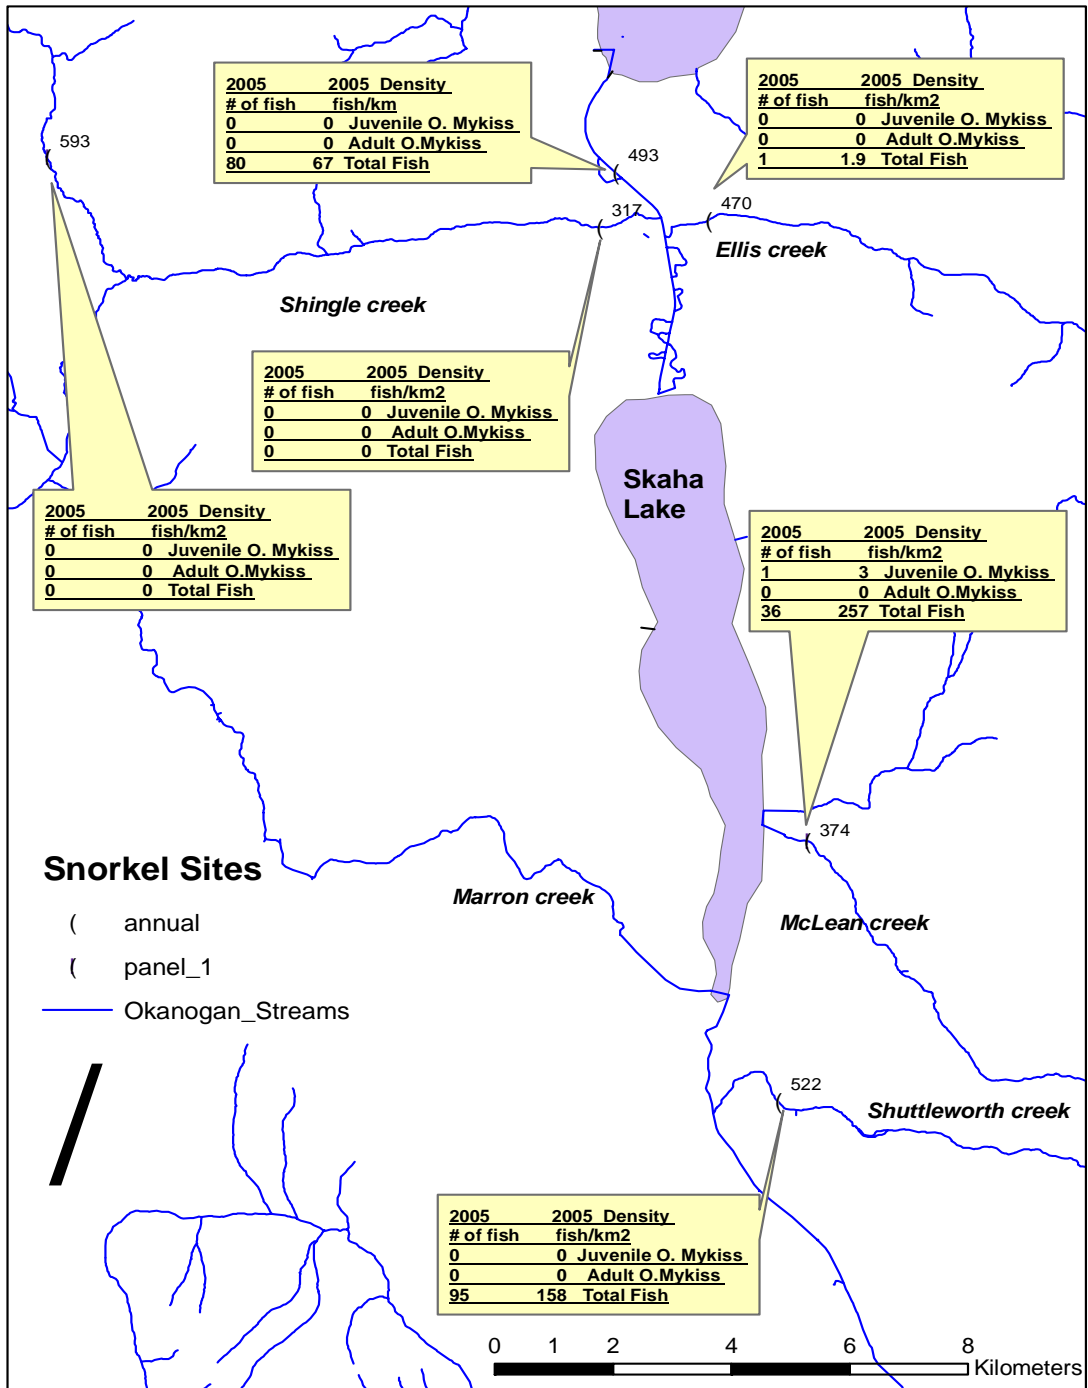 2005 2005 Density
# of fish fish/km
0 0 Juvenile O. Mykiss
0 0 Adult O.Mykiss
80 67 Total Fish
2005 2005 Density
# of fish fish/km2
0 0 Juvenile O. Mykiss
0 0 Adult O.Mykiss
1 1.9 Total Fish
593
493
317
470
Ellis creek
Shingle creek
2005 2005 Density
# of fish fish/km2
0 0 Juvenile O. Mykiss
0 0 Adult O.Mykiss
0 0 Total Fish
Skaha
Lake
2005 2005 Density
# of fish fish/km2
0 0 Juvenile O. Mykiss
0 0 Adult O.Mykiss
0 0 Total Fish
2005 2005 Density
# of fish fish/km2
1 3 Juvenile O. Mykiss
0 0 Adult O.Mykiss
36 257 Total Fish
374
Snorkel Sites
annual
panel_1
Okanogan_Streams
Marron creek
McLean creek
522
Shuttleworth creek
2005 2005 Density
# of fish fish/km2
0 0 Juvenile O. Mykiss
0 0 Adult O.Mykiss
95 158 Total Fish
0 1 2 4 6 8
Kilometers